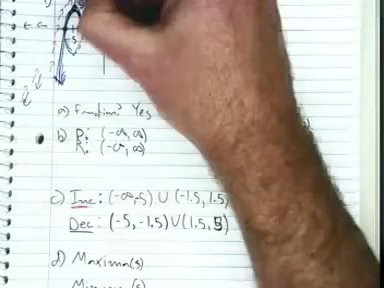 a) Function? Yes
b) D: (-∞, ∞)
R: (-∞, ∞)
c) Inc: (-∞,-5) ∪ (-1.5, 1.5)
Dec: (-5, -1.5) ∪ (1.5, 5)
d) Maxima(s)